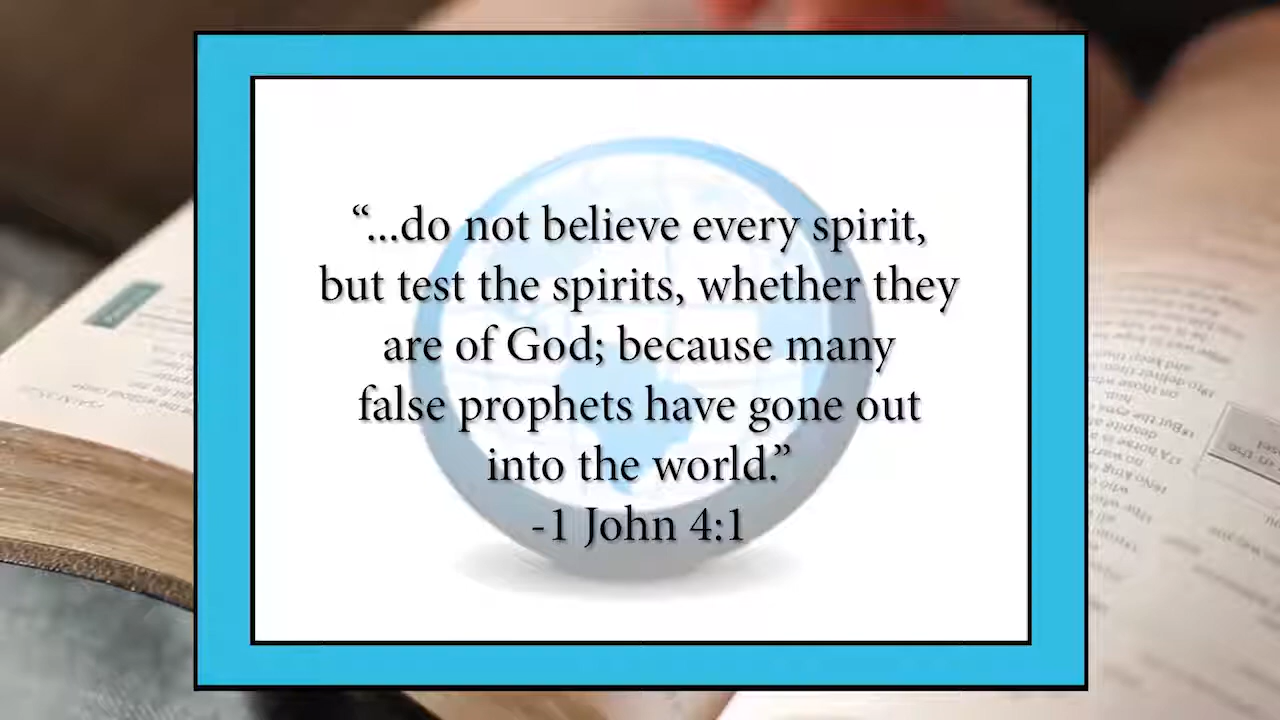 “...do not believe every spirit,
but test the spirits, whether they
are of God; because many
false prophets have gone out
into the world.”
-1 John 4:1